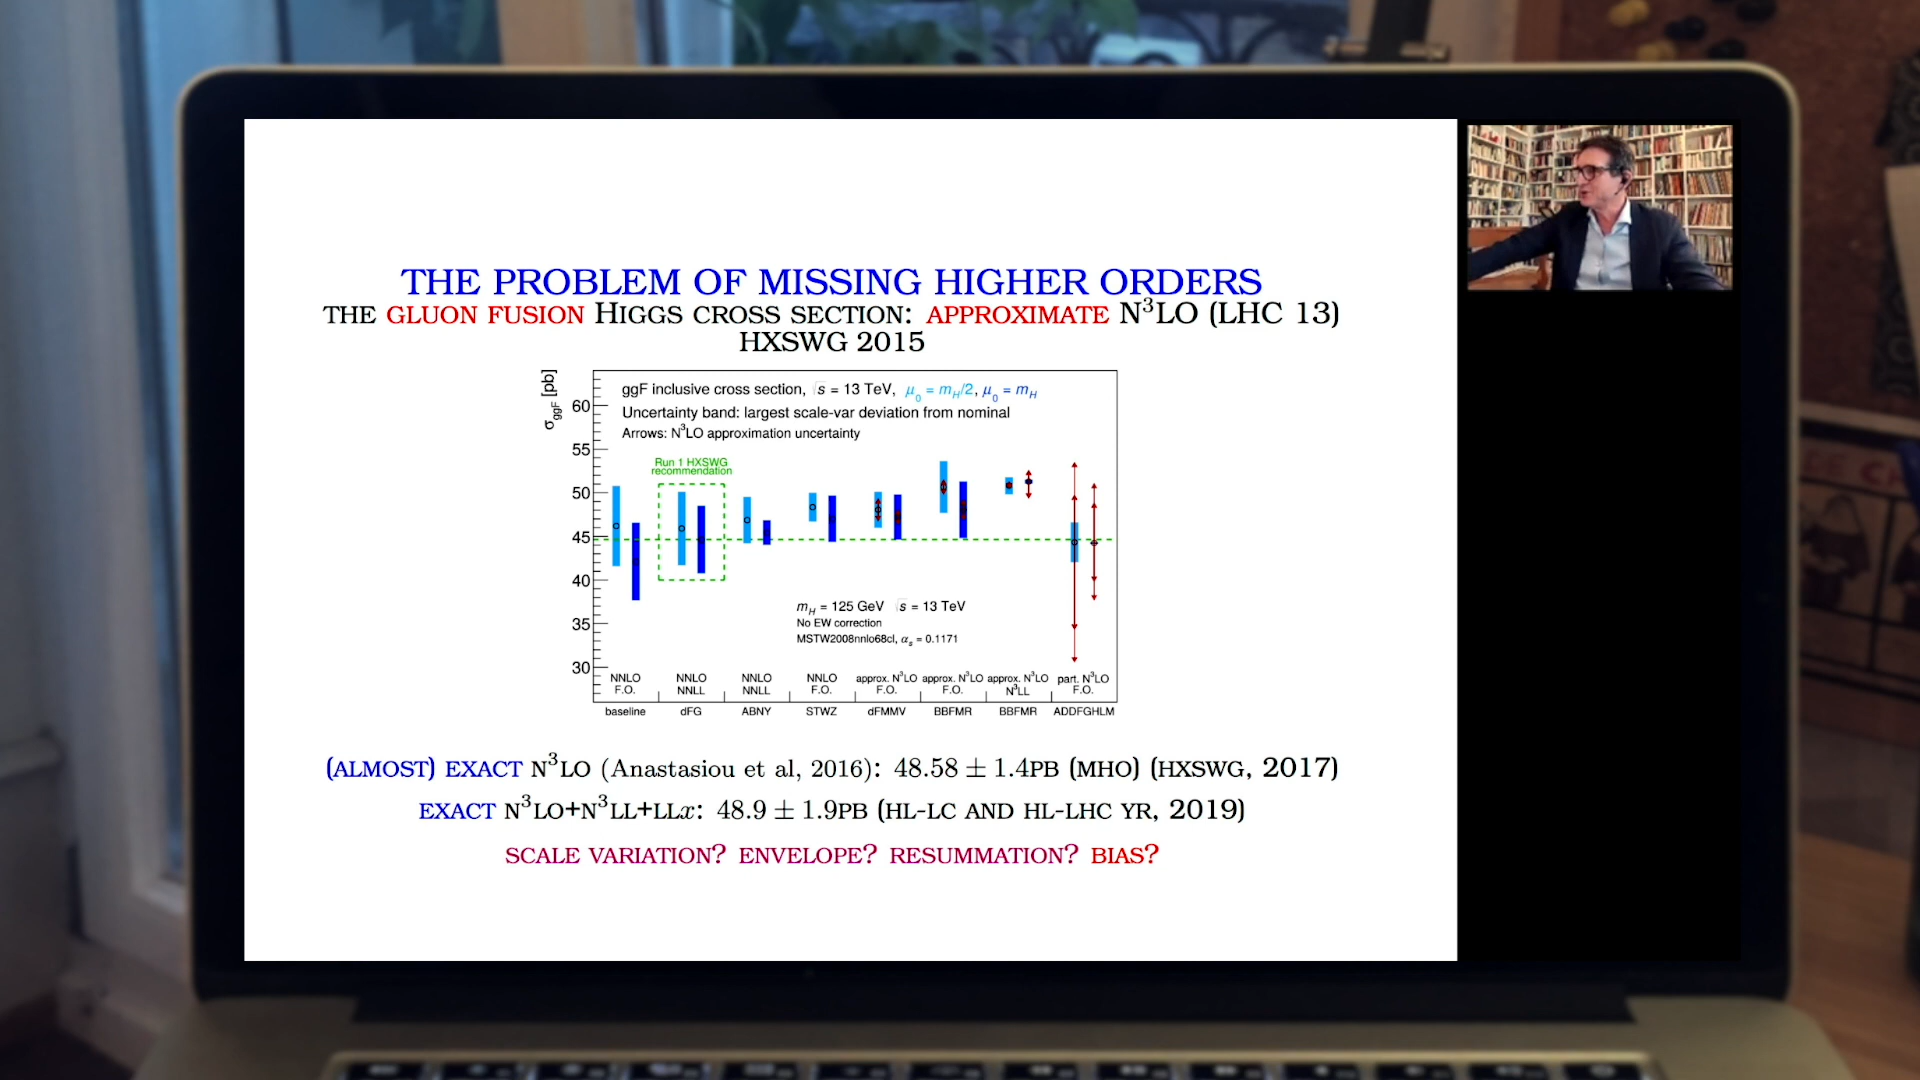 THE PROBLEM OF MISSING HIGHER ORDERS
THE GLUON FUSION HIGGS CROSS SECTION: APPROXIMATE N³LO (LHC 13)
HXSWG 2015
σggF [pb]
ggF inclusive cross section, √s = 13 TeV, μ₀ = mH/2, μ₀ = mH
Uncertainty band: largest scale-var deviation from nominal
Arrows: N³LO approximation uncertainty
Run 1 HXSWG
recommendation
60
55
50
45
40
35
30
mH = 125 GeV √s = 13 TeV
No EW correction
MSTW2008nnlo68cl, αs = 0.1171
NNLO NNLO NNLO NNLO approx. N³LO approx. N³LO approx. N³LO part. N³LO
F.O. NNLL NNLL F.O. F.O. F.O. N³LL F.O.
baseline dFG ABNY STWZ dFMMV BBFMR BBFMR ADDFGHLM
(ALMOST) EXACT N³LO (Anastasiou et al, 2016): 48.58 ± 1.4PB (MHO) (HXSWG, 2017)
EXACT N³LO+N³LL+LLx: 48.9 ± 1.9PB (HL-LC AND HL-LHC YR, 2019)
SCALE VARIATION? ENVELOPE? RESUMMATION? BIAS?